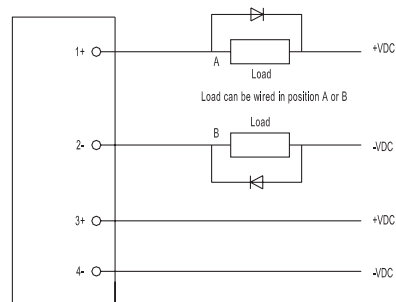 1+
A
Load
+VDC
Load can be wired in position A or B
2-
B
Load
-VDC
3+
+VDC
4-
-VDC